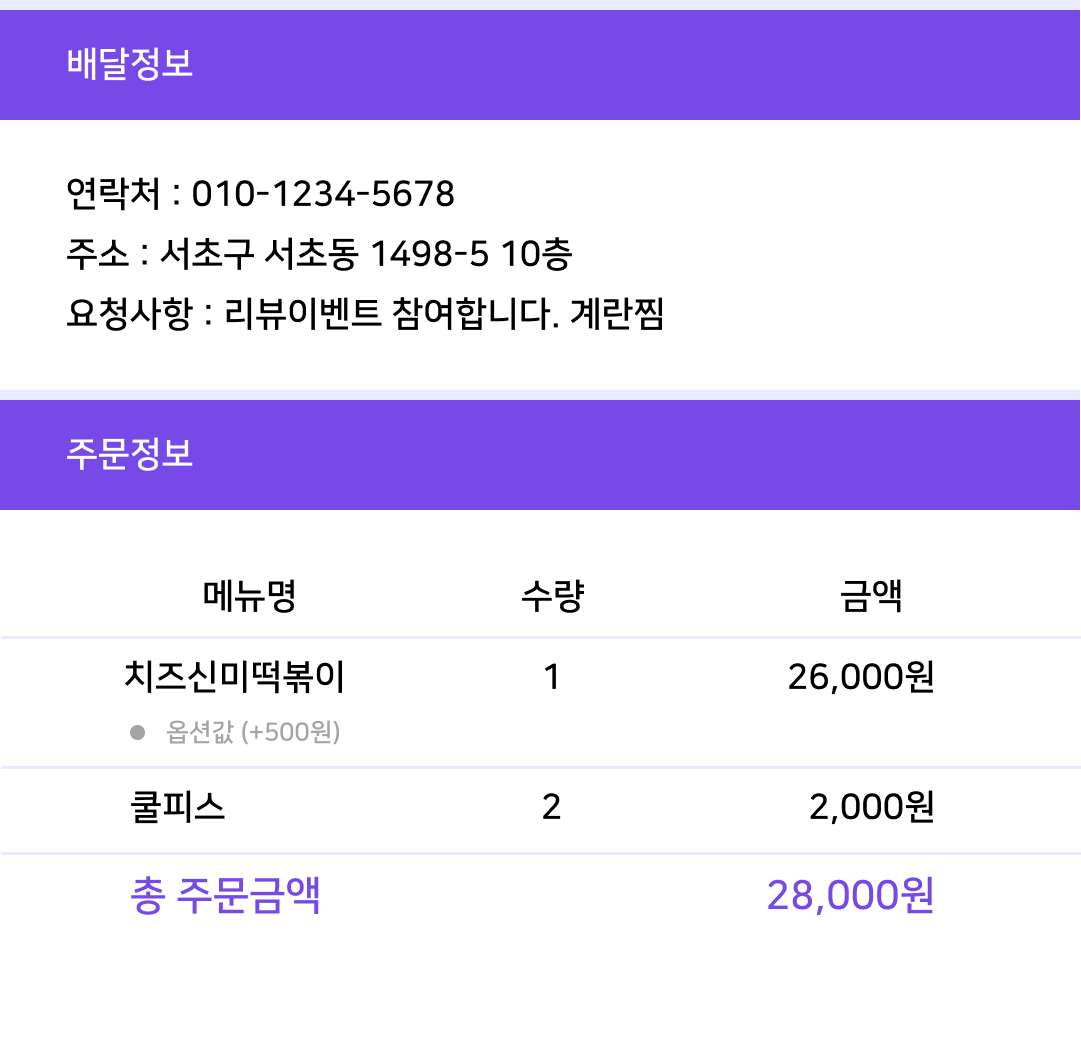 배달정보
연락처 : 010-1234-5678
주소 : 서초구 서초동 1498-5 10층
요청사항 : 리뷰이벤트 참여합니다. 계란찜
주문정보
메뉴명 수량 금액
치즈신미떡볶이 1 26,000원
● 옵션값 (+500원)
쿨피스 2 2,000원
총 주문금액 28,000원